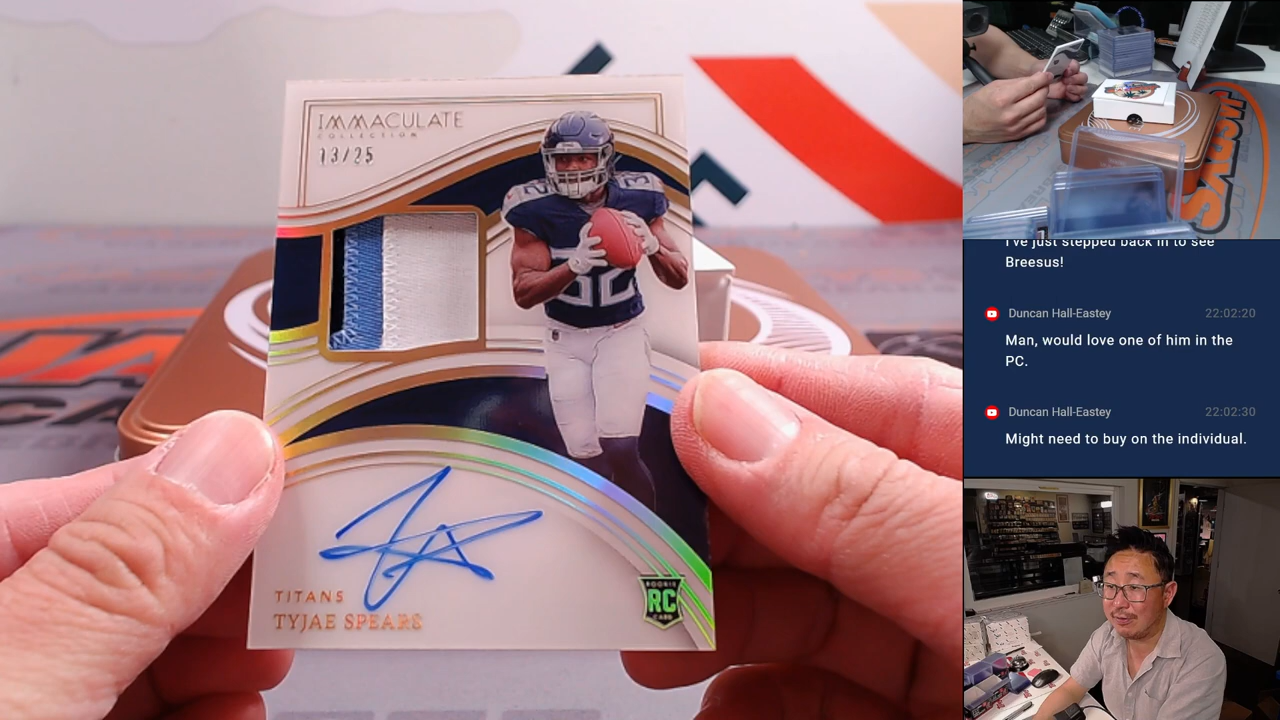 IMMACULATE
COLLECTION
13/25
32
TITANS
TYJAE SPEARS
ROOKIE
RC
CARD
I've just stepped back in to see
Breesus!
Duncan Hall-Eastey 22:02:20
Man, would love one of him in the
PC.
Duncan Hall-Eastey 22:02:30
Might need to buy on the individual.